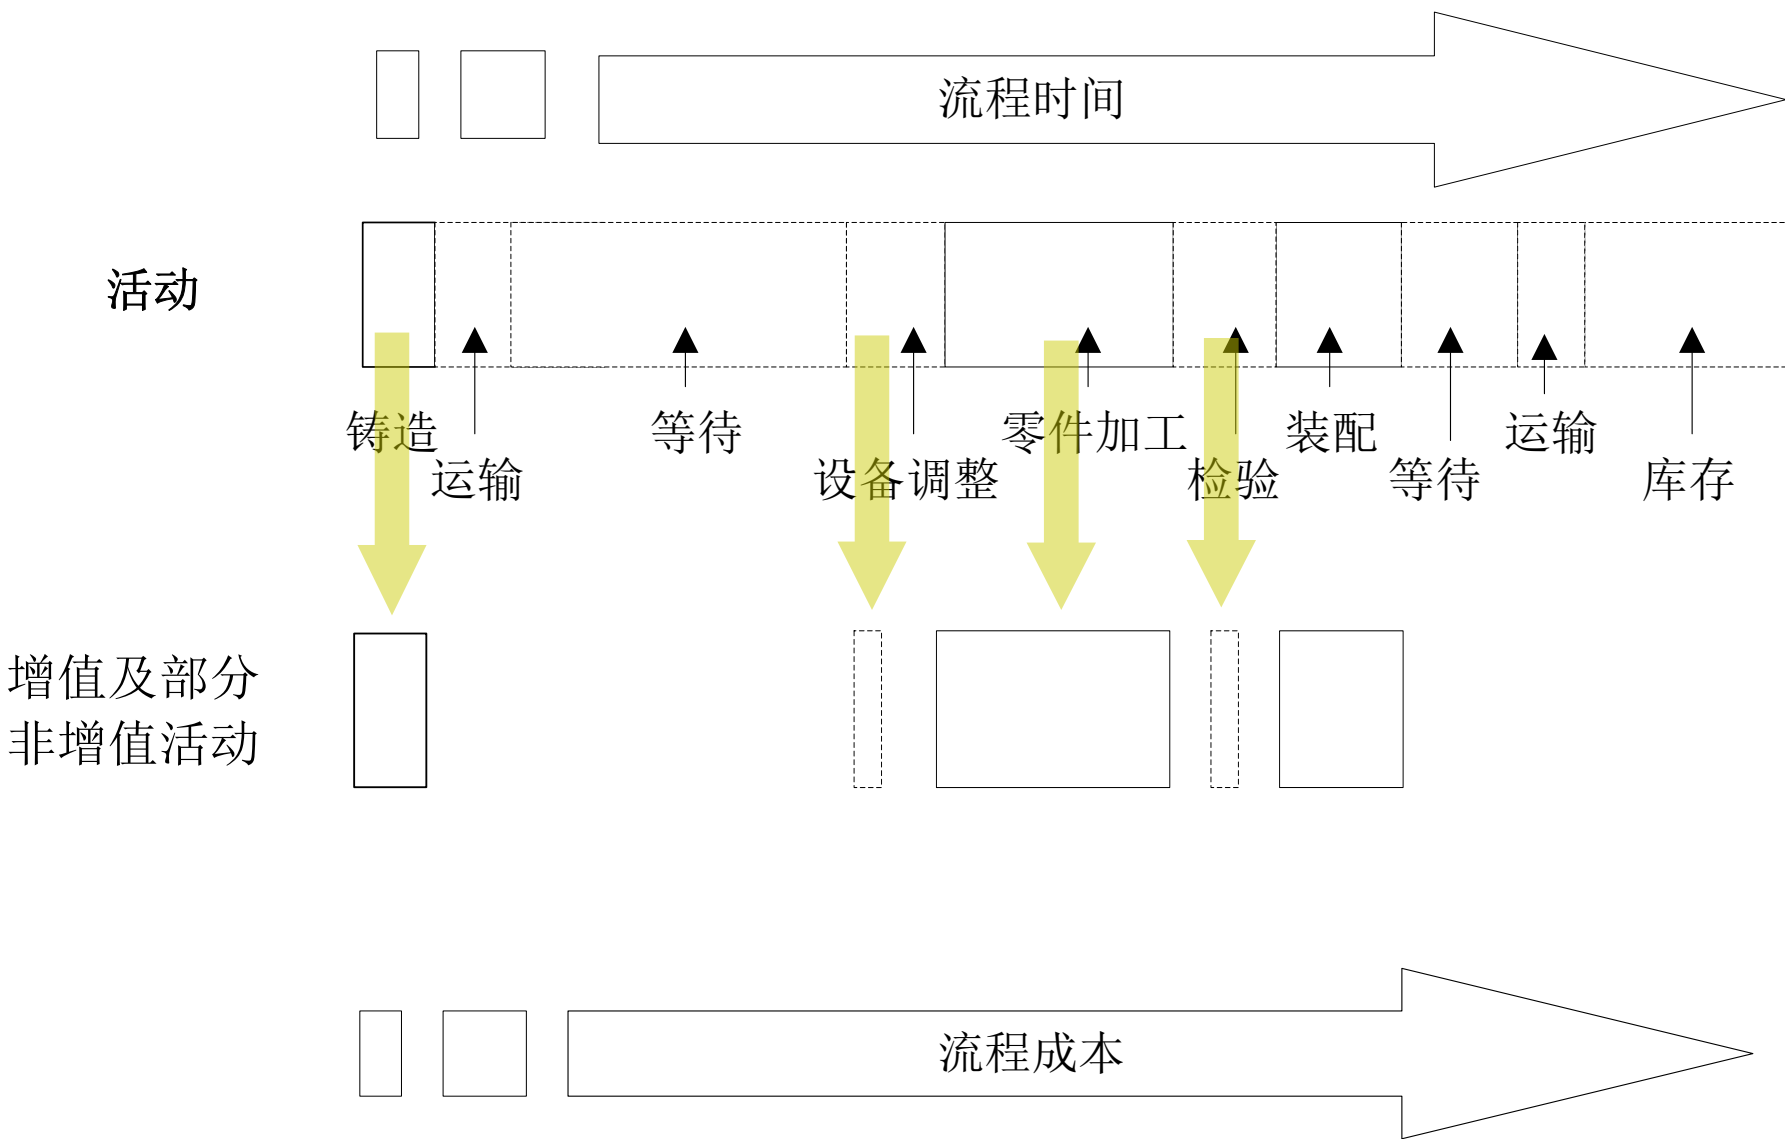 流程时间
活动
铸造
运输
等待
设备调整
零件加工
检验
装配
等待
运输
库存
增值及部分
非增值活动
流程成本